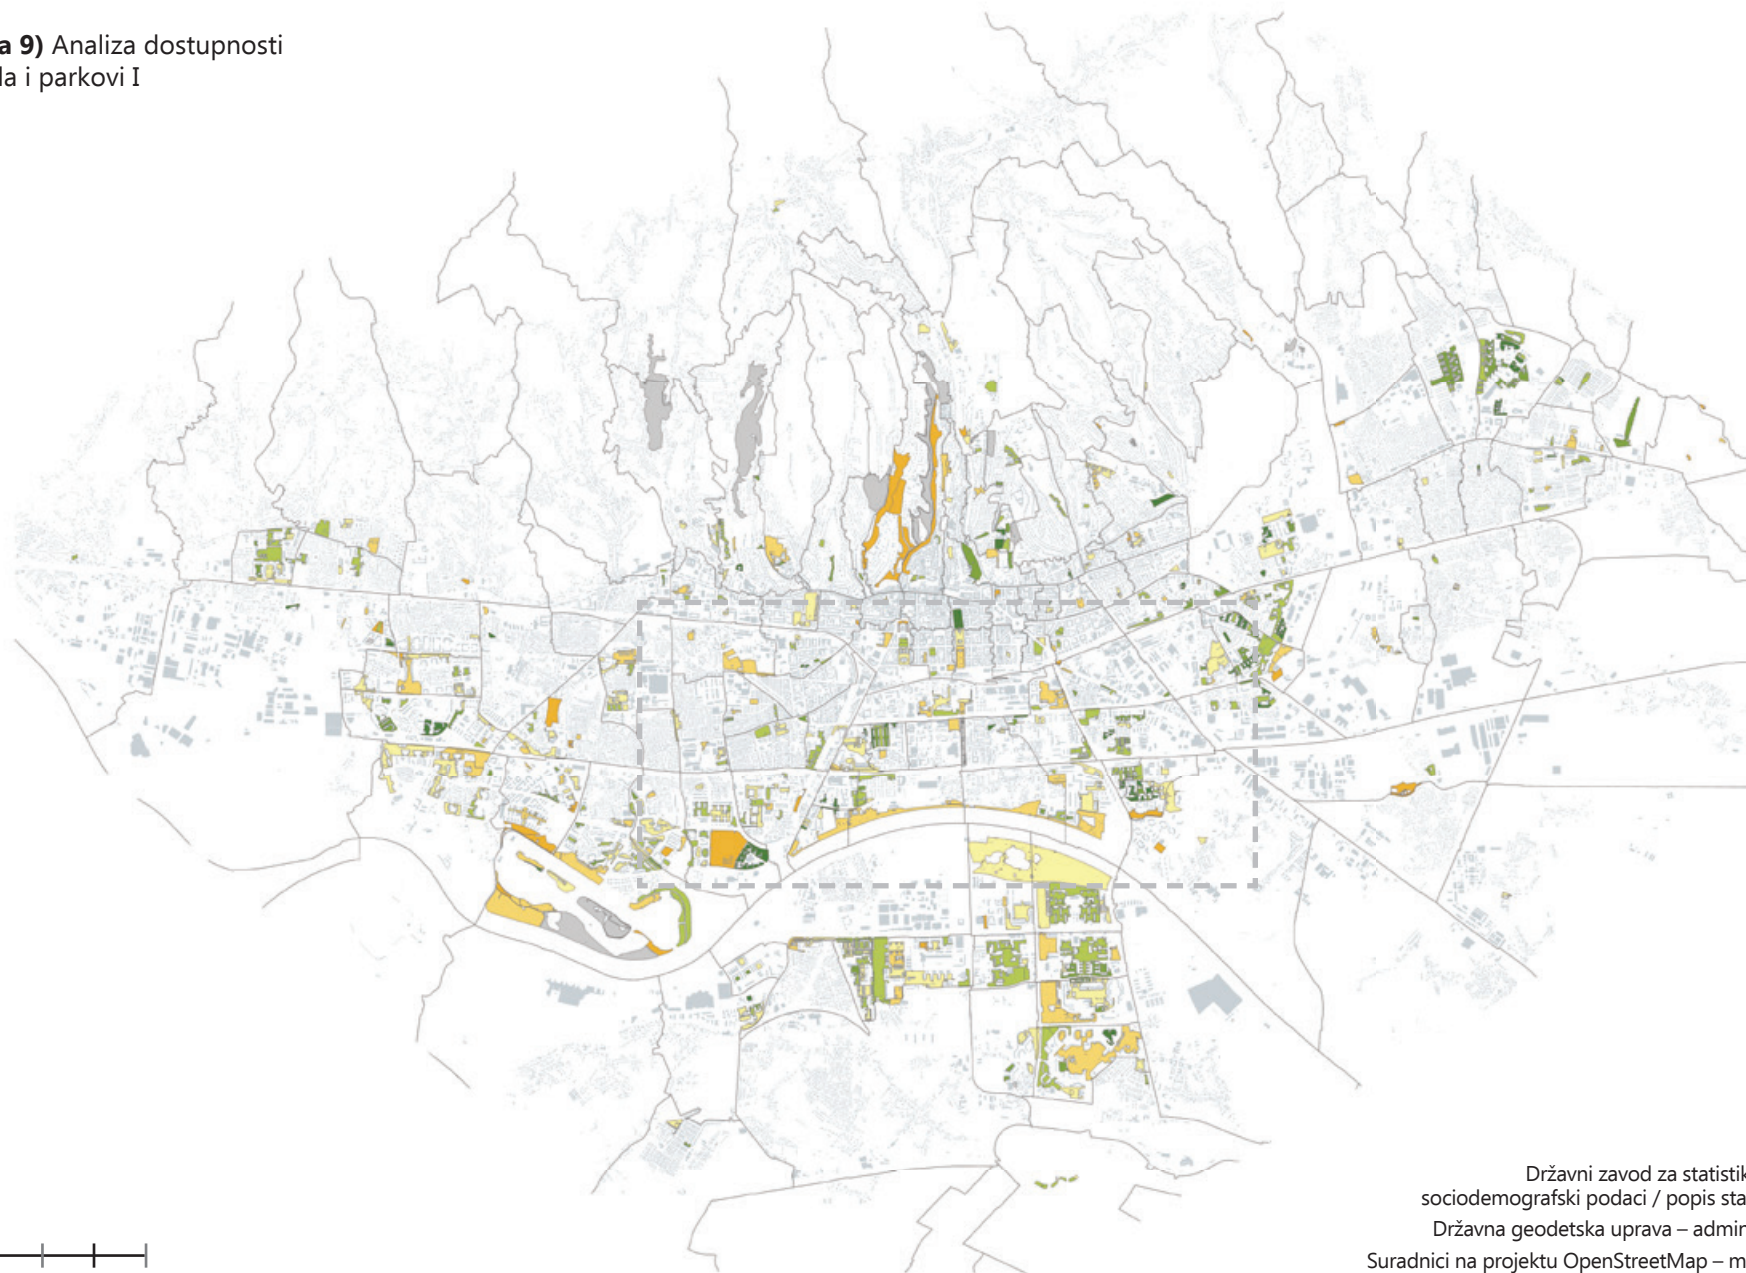 a 9) Analiza dostupnosti
la i parkovi I
Državni zavod za statistik
sociodemografski podaci / popis sta
Državna geodetska uprava – admin
Suradnici na projektu OpenStreetMap – m